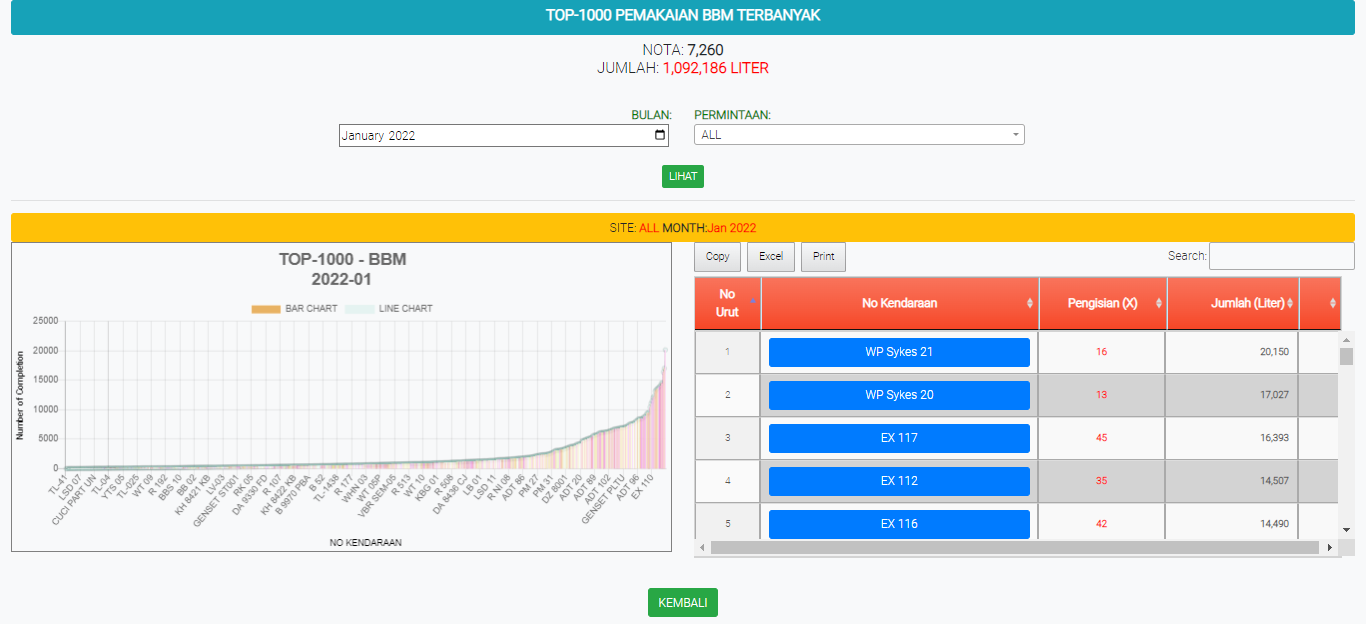 TOP-1000 PEMAKAIAN BBM TERBANYAK
NOTA: 7,260
JUMLAH: 1,092,186 LITER
BULAN:
January 2022
PERMINTAAN:
ALL
LIHAT
SITE: ALL MONTH:Jan 2022
TOP-1000 - BBM
2022-01
BAR CHART LINE CHART
Number of Completion
25000
20000
15000
10000
5000
0
TL-41
LSD 07
CUCI PART UN
TL-04
YTS 05
TL-025
WT 09
R 192
BBS 10
BB 02
KH 8421 KB
LV-03
GENSET ST001
RK 05
DA 9330 FD
R 107
KH 8422 KB
B 9970 PBA
B 52
TL-1438
R 177
WHN 03
WT 05P
VBR SEM-05
R 513
WT 10
KBG 01
R 508
DA 8436 CJ
LB 01
LSD 11
R NI 08
ADT 86
PM 27
PM 31
DZ 8001
ADT 20
ADT 89
ADT 102
GENSET PLTU
ADT 96
EX 110
NO KENDARAAN
Copy Excel Print
Search:
No Urut No Kendaraan Pengisian (X) Jumlah (Liter)
1 WP Sykes 21 16 20,150
2 WP Sykes 20 13 17,027
3 EX 117 45 16,393
4 EX 112 35 14,507
5 EX 116 42 14,490
KEMBALI